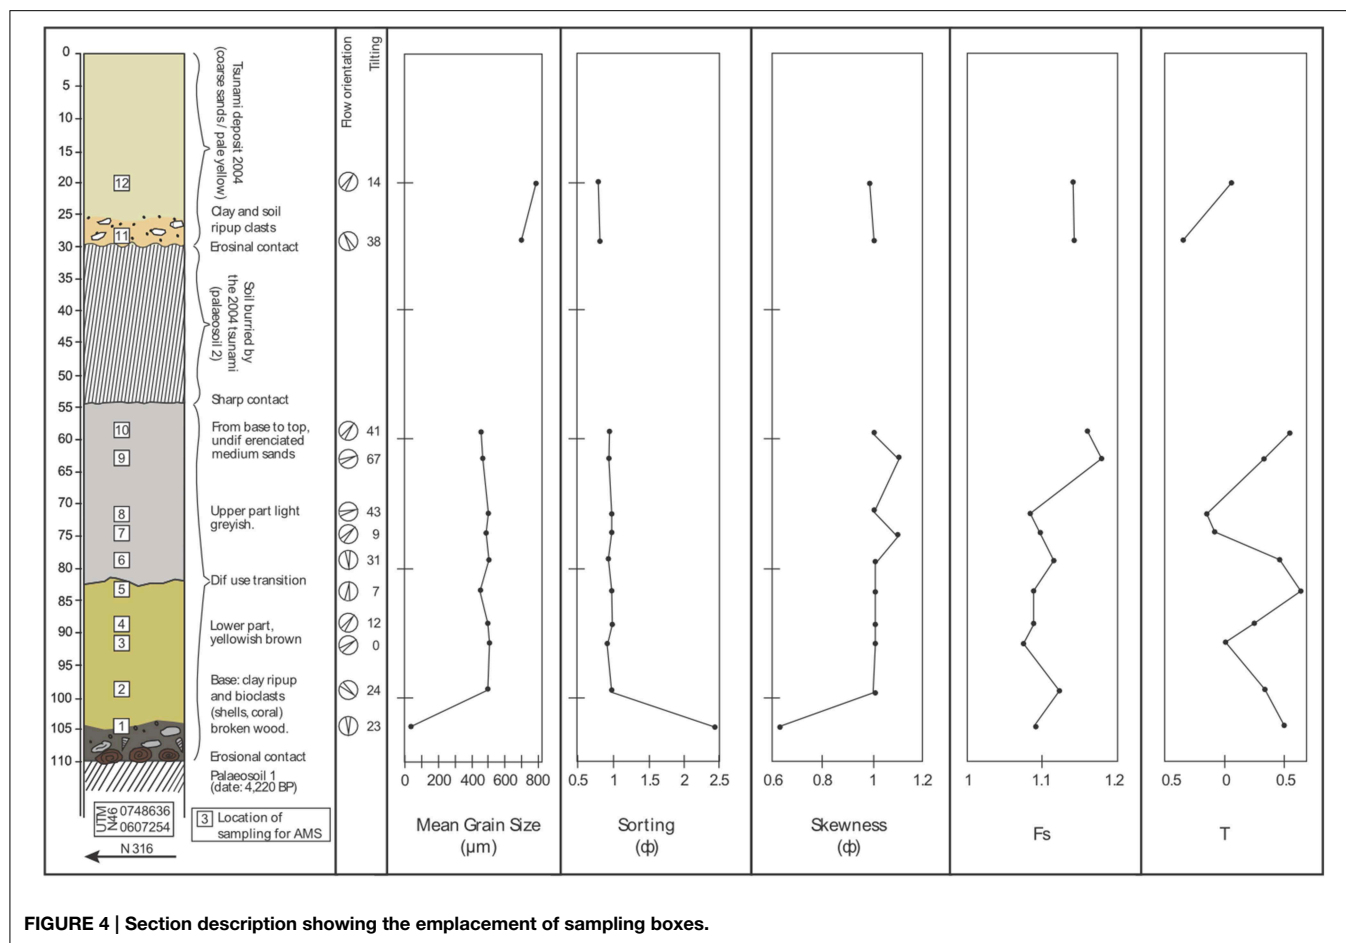 0
5
10
15
20
25
30
35
40
45
50
55
60
65
70
75
80
85
90
95
100
105
110
12
11
10
9
8
7
6
5
4
3
2
1
Tsunami deposit 2004
(coarse sands / pale yellow)
Clay and soil
ripup clasts
Erosinal contact
Soil burried by
the 2004 tsunami
(palaeosoil 2)
Sharp contact
From base to top,
undif erenciated
medium sands
Upper part light
greyish.
Dif use transition
Lower part,
yellowish brown
Base: clay ripup
and bioclasts
(shells, coral)
broken wood.
Erosional contact
Palaeosoil 1
(date: 4,220 BP)
UTM
N46
0748636
0607254
N 316
3 Location of
sampling for AMS
Flow orientation
Tilting
14
38
41
67
43
9
31
7
12
0
24
23
0 200 400 600 800
Mean Grain Size
(µm)
0.5 1 1.5 2 2.5
Sorting
(ф)
0.6 0.8 1 1.2
Skewness
(ф)
1 1.1 1.2
Fs
0.5 0 0.5
T
FIGURE 4 | Section description showing the emplacement of sampling boxes.